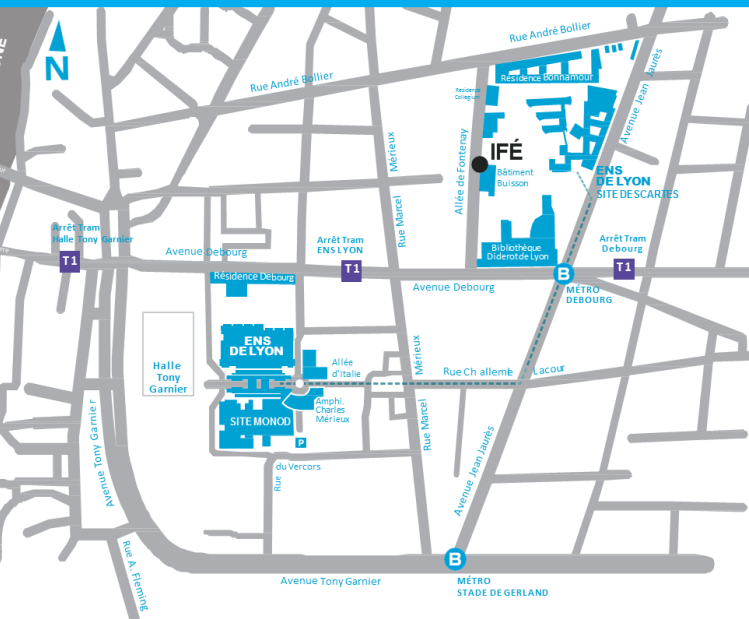 NE
N
Rue André Bollier
Rue André Bollier
Résidence Bonnamour
Résidence
Collegium
Avenue Jean Jaurès
IFÉ
Bâtiment
Buisson
Allée de Fontenay
Mérieux
Rue Marcel
ENS
DE LYON
SITE DESCARTES
Bibliothèque
Diderot de Lyon
Arrêt Tram
Halle Tony Garnier
T1
Avenue Debourg
Arrêt Tram
ENS LYON
T1
Arrêt Tram
Debourg
T1
B
MÉTRO
DEBOURG
Avenue Debourg
Résidence Debourg
ENS
DE LYON
Halle
Tony
Garnier
Allée
d'Italie
Mérieux
Rue Challemel
Lacour
SITE MONOD
Amphi.
Charles
Mérieux
P
Rue Marcel
Avenue Jean Jaurès
Avenue Tony Garnier
du Vercors
Rue
Rue A. Fleming
Avenue Tony Garnier
B
MÉTRO
STADE DE GERLAND